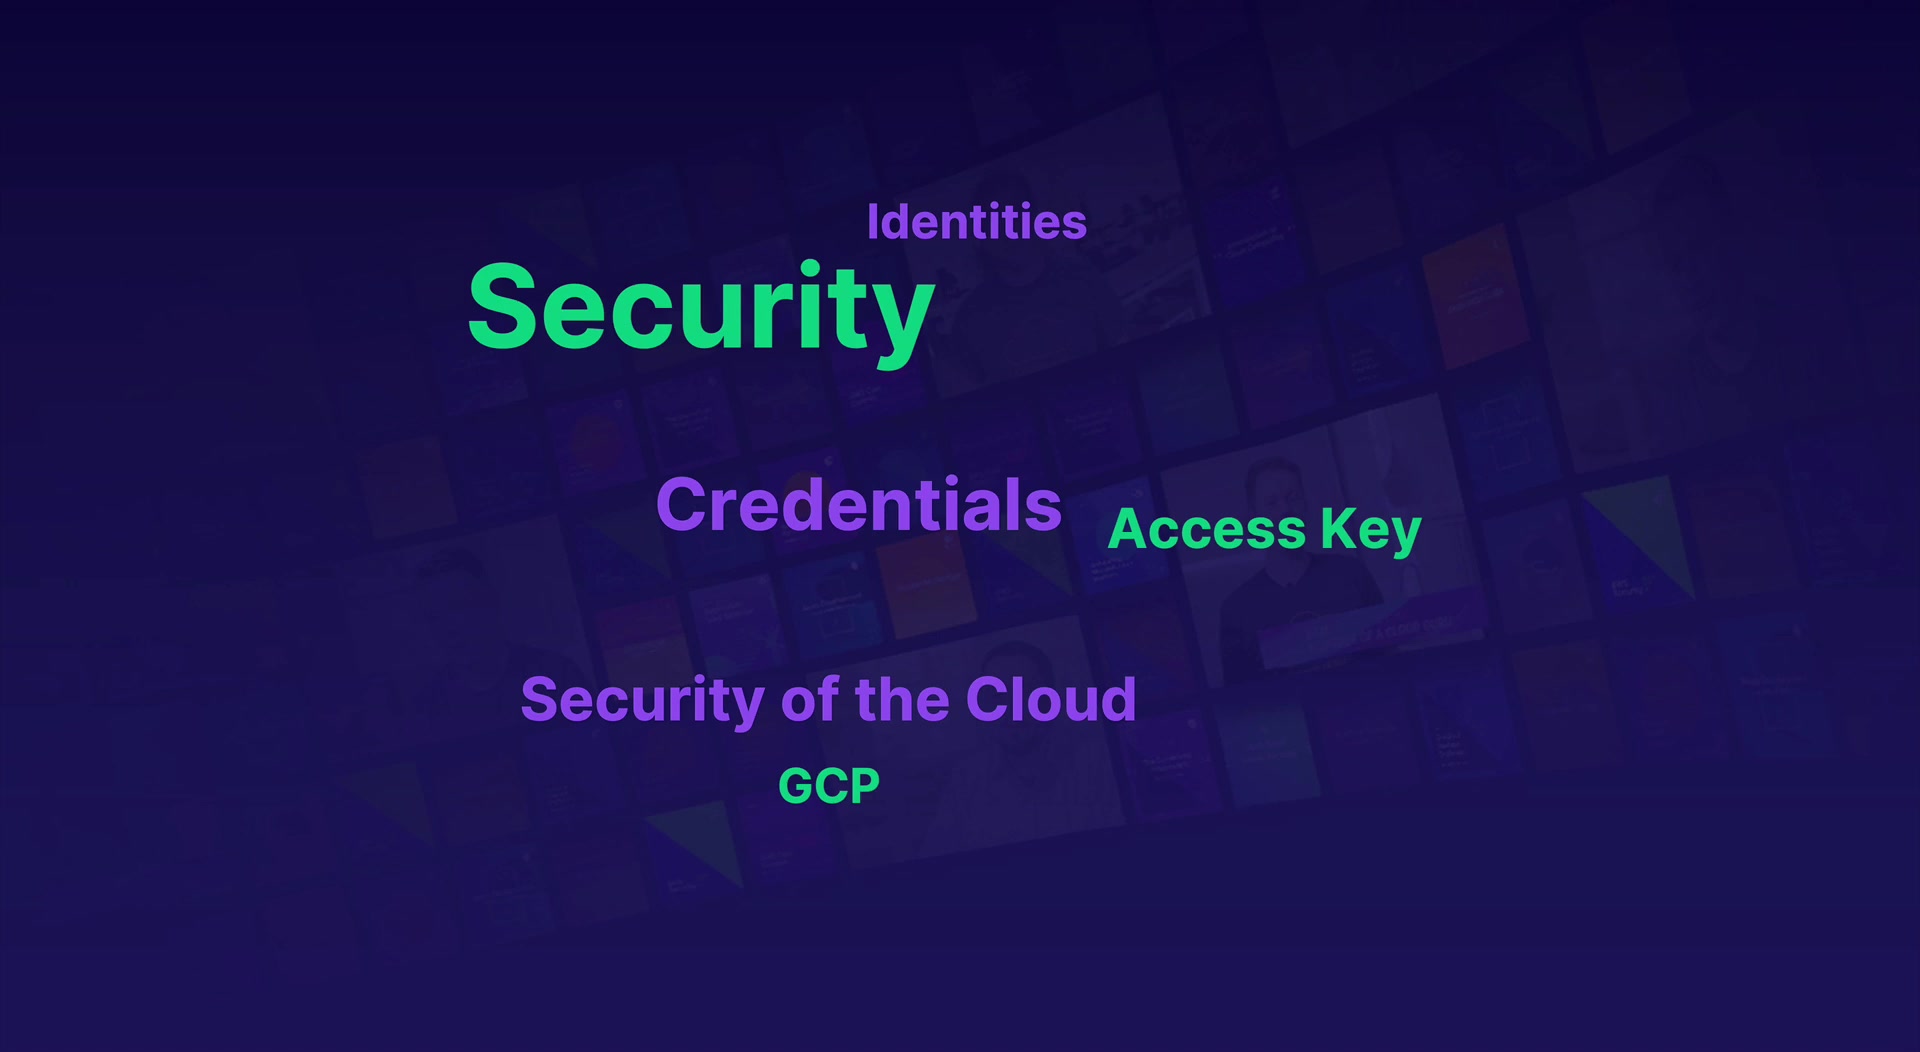 Identities
Security
Credentials
Access Key
Security of the Cloud
GCP